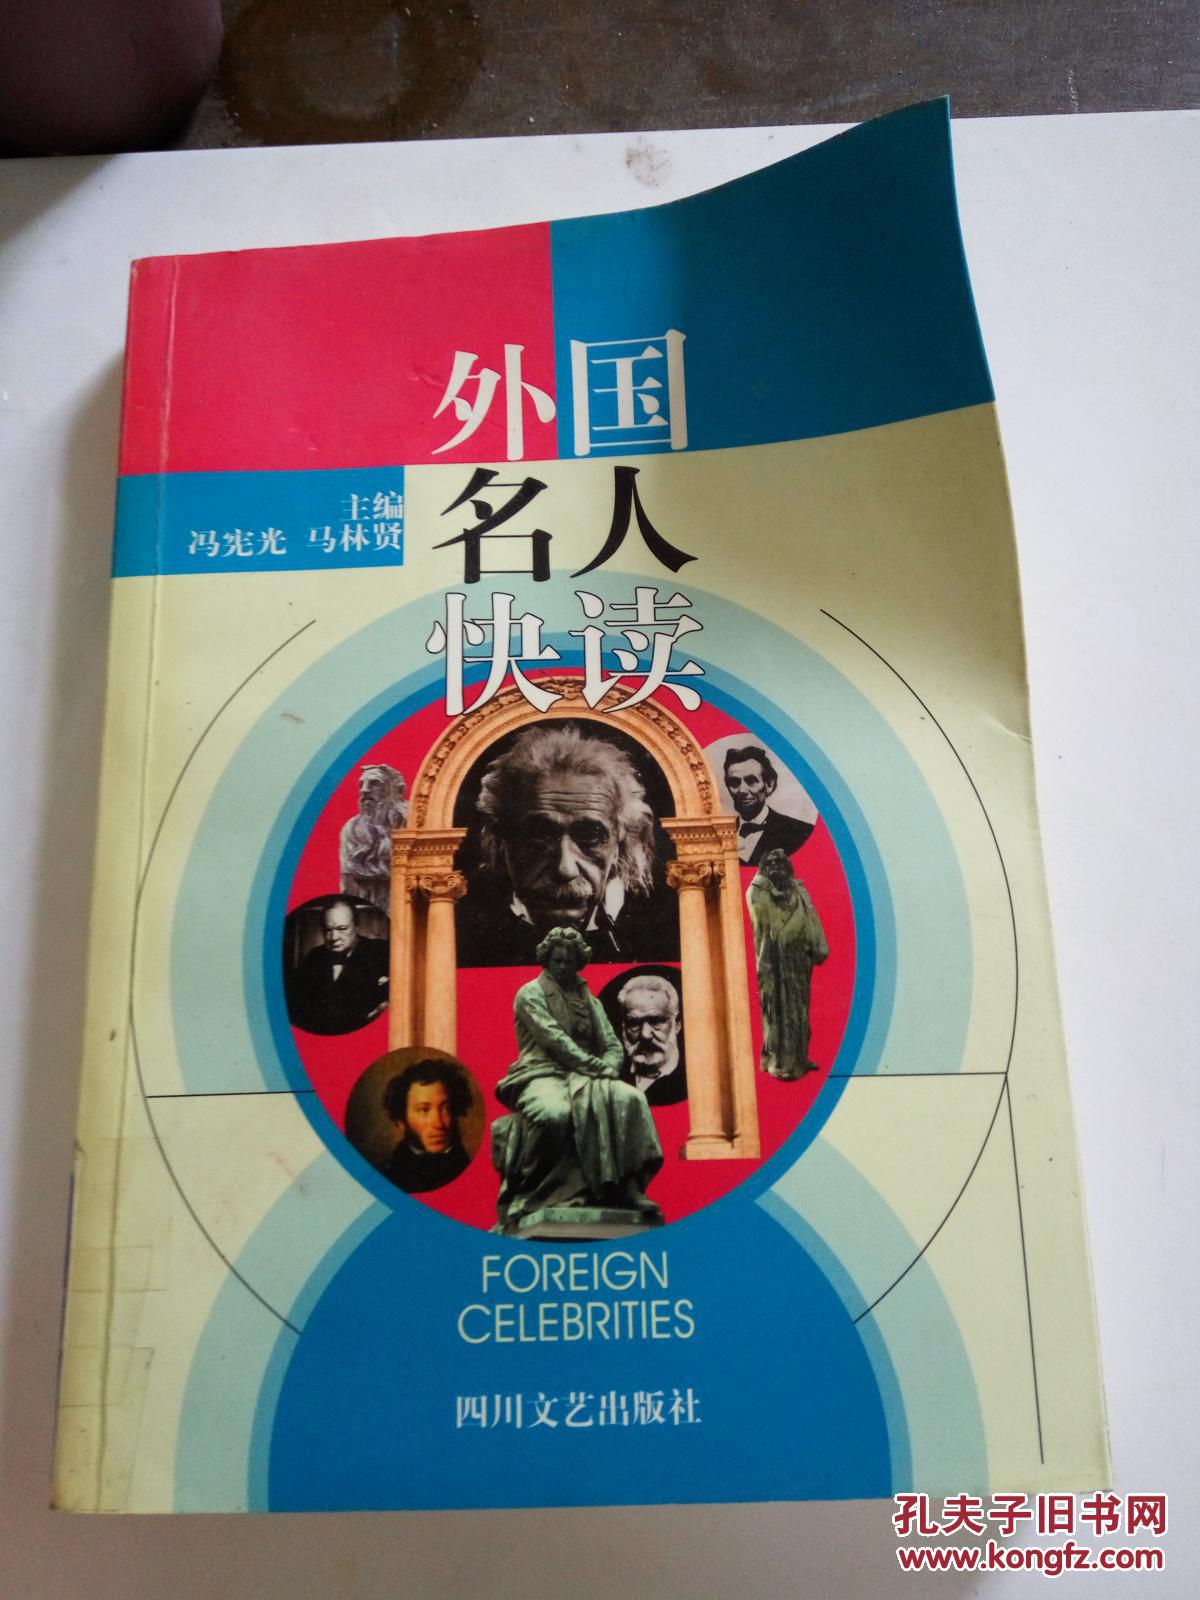 外国
名人
快读
主编
冯宪光 马林贤
FOREIGN
CELEBRITIES
四川文艺出版社
孔夫子旧书网
www.kongfz.com